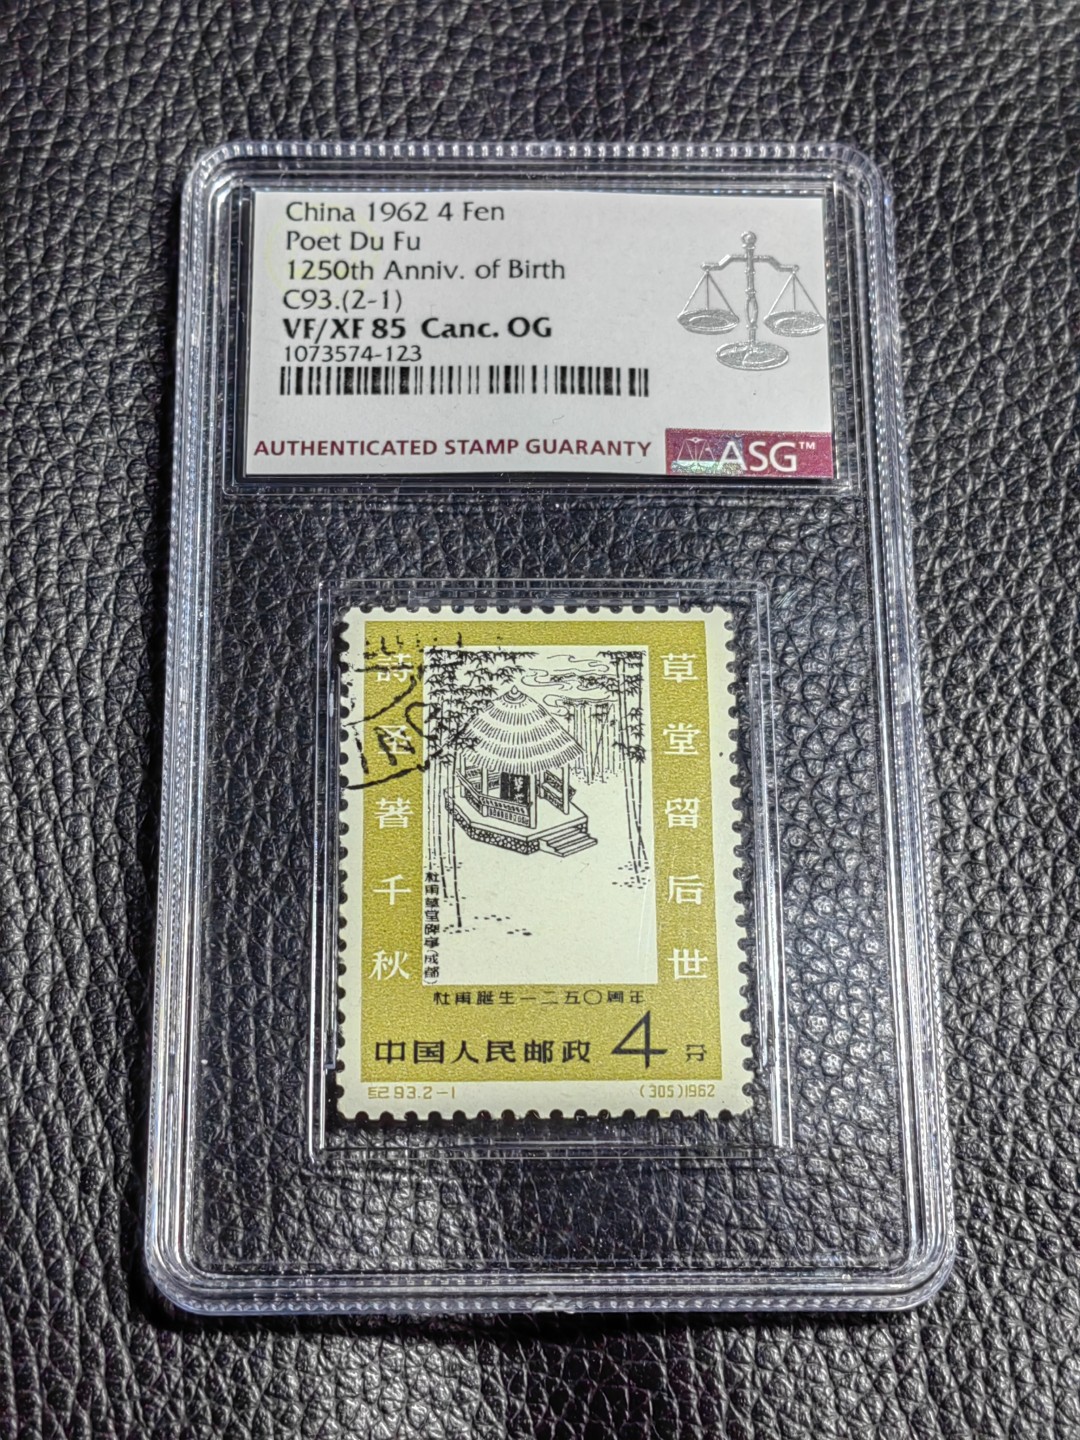 China 1962 4 Fen
Poet Du Fu
1250th Anniv. of Birth
C93.(2-1)
VF/XF 85 Canc. OG
1073574-123
AUTHENTICATED STAMP GUARANTY
ASG™
草堂留后世
詩圣著千秋
杜甫草堂碑亭(成都)
杜甫誕生一二五〇周年
中国人民邮政 4 分
纪93.2-1
(305)1962